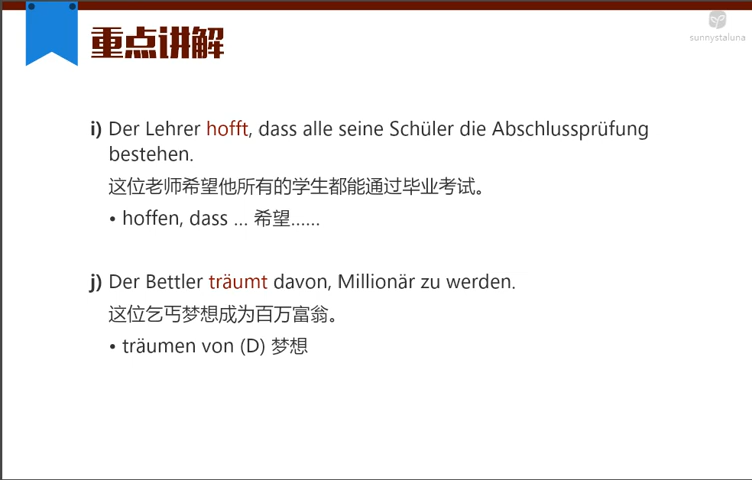 重点讲解
sunnystaluna
i) Der Lehrer hofft, dass alle seine Schüler die Abschlussprüfung
bestehen.
这位老师希望他所有的学生都能通过毕业考试。
• hoffen, dass ... 希望......
j) Der Bettler träumt davon, Millionär zu werden.
这位乞丐梦想成为百万富翁。
• träumen von (D) 梦想